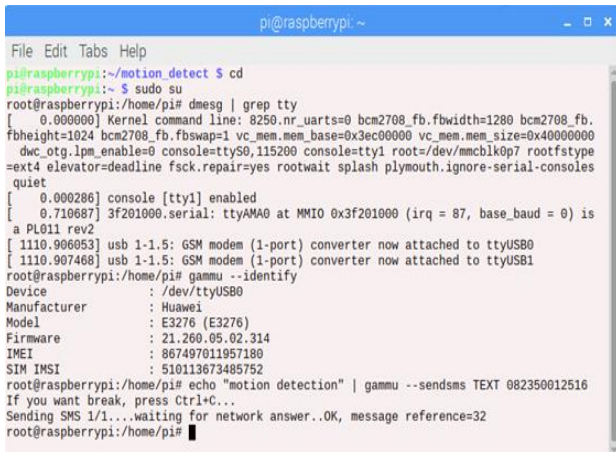 pi@raspberrypi: ~
File Edit Tabs Help
pi@raspberrypi:~/motion_detect $ cd
pi@raspberrypi:~ $ sudo su
root@raspberrypi:/home/pi# dmesg | grep tty
[    0.000000] Kernel command line: 8250.nr_uarts=0 bcm2708_fb.fbwidth=1280 bcm2708_fb.
fbheight=1024 bcm2708_fb.fbswap=1 vc_mem.mem_base=0x3ec00000 vc_mem.mem_size=0x40000000
dwc_otg.lpm_enable=0 console=ttyS0,115200 console=tty1 root=/dev/mmcblk0p7 rootfstype
=ext4 elevator=deadline fsck.repair=yes rootwait splash plymouth.ignore-serial-consoles
quiet
[    0.000286] console [tty1] enabled
[    0.710687] 3f201000.serial: ttyAMA0 at MMIO 0x3f201000 (irq = 87, base_baud = 0) is
a PL011 rev2
[ 1110.906053] usb 1-1.5: GSM modem (1-port) converter now attached to ttyUSB0
[ 1110.907468] usb 1-1.5: GSM modem (1-port) converter now attached to ttyUSB1
root@raspberrypi:/home/pi# gammu --identify
Device               : /dev/ttyUSB0
Manufacturer         : Huawei
Model                : E3276 (E3276)
Firmware             : 21.260.05.02.314
IMEI                 : 867497011957180
SIM IMSI             : 510113673485752
root@raspberrypi:/home/pi# echo "motion detection" | gammu --sendsms TEXT 082350012516
If you want break, press Ctrl+C...
Sending SMS 1/1....waiting for network answer..OK, message reference=32
root@raspberrypi:/home/pi#